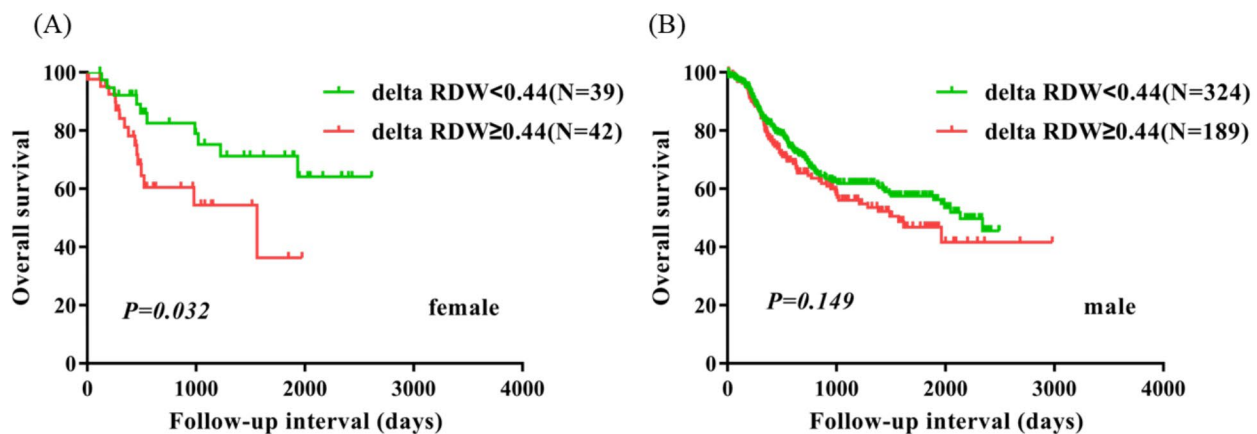 (A)
Overall survival
100
80
60
40
20
0
delta RDW<0.44(N=39)
delta RDW≥0.44(N=42)
P=0.032
female
0 1000 2000 3000 4000
Follow-up interval (days)
(B)
Overall survival
100
80
60
40
20
0
delta RDW<0.44(N=324)
delta RDW≥0.44(N=189)
P=0.149
male
0 1000 2000 3000 4000
Follow-up interval (days)